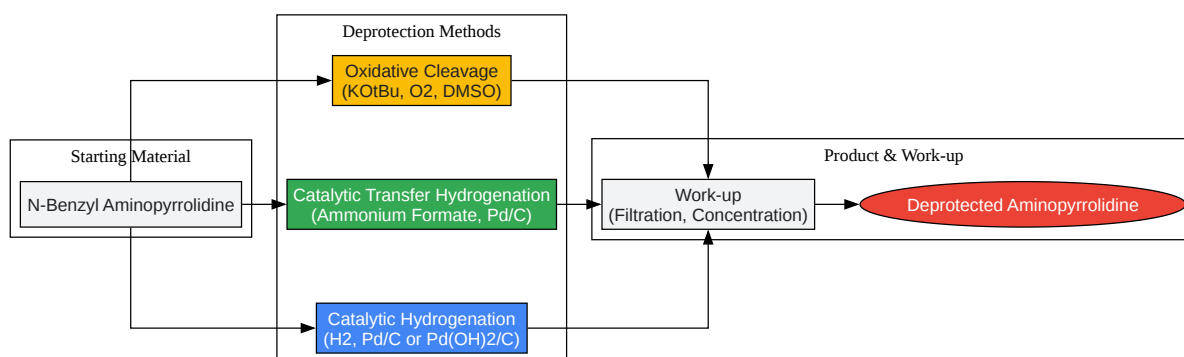 Deprotection Methods
Oxidative Cleavage
(KOtBu, O2, DMSO)
Starting Material
N-Benzyl Aminopyrrolidine
Catalytic Transfer Hydrogenation
(Ammonium Formate, Pd/C)
Product & Work-up
Work-up
(Filtration, Concentration)
Deprotected Aminopyrrolidine
Catalytic Hydrogenation
(H2, Pd/C or Pd(OH)2/C)